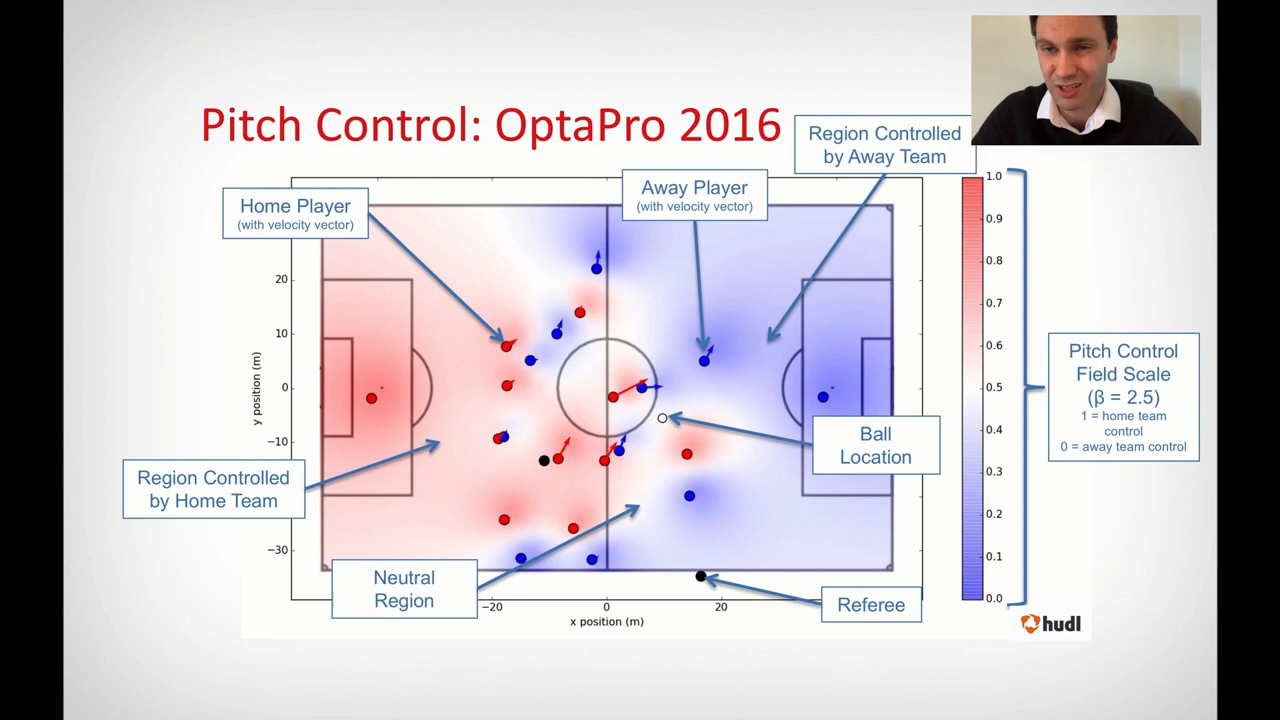 Pitch Control: OptaPro 2016
Region Controlled
by Away Team
Home Player
(with velocity vector)
Away Player
(with velocity vector)
1.0
0.9
0.8
0.7
0.6
0.5
0.4
0.3
0.2
0.1
0.0
Pitch Control
Field Scale
(β = 2.5)
1 = home team
control
0 = away team control
20
10
0
−10
−30
y position (m)
Ball
Location
Region Controlled
by Home Team
Neutral
Region
Referee
−20
0
20
x position (m)
hudl